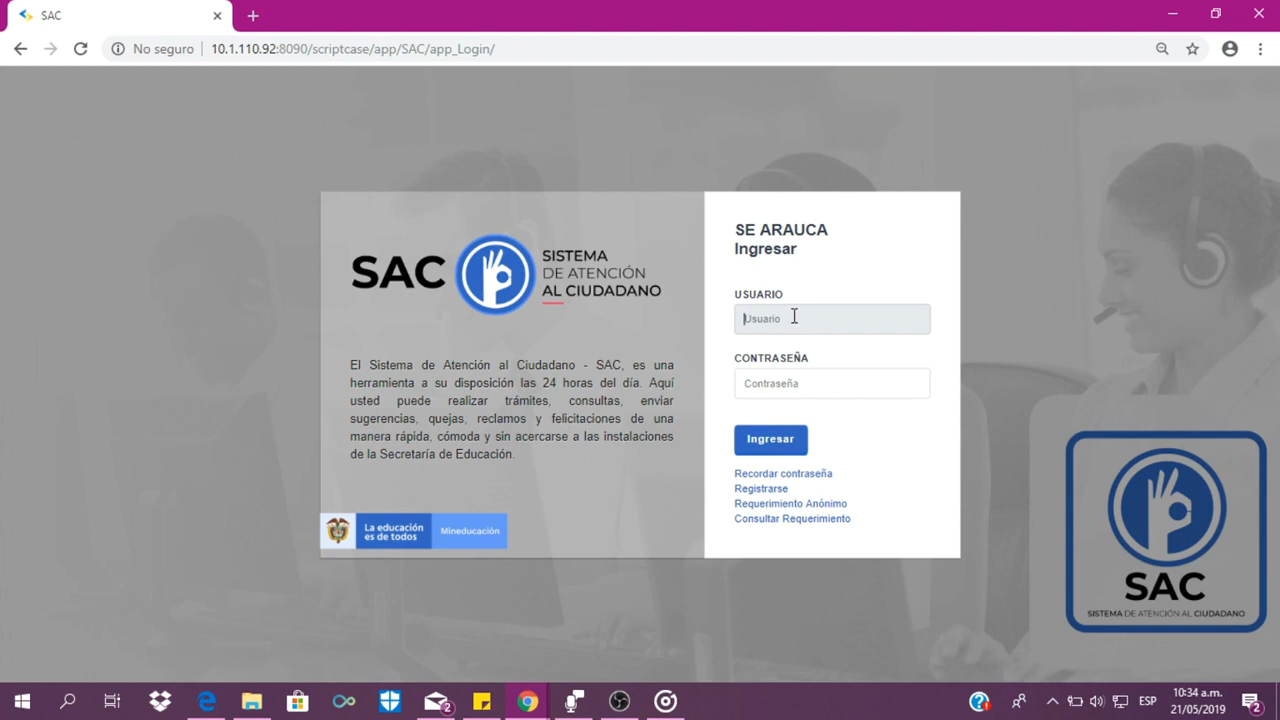 SAC
No seguro
10.1.110.92:8090/scriptcase/app/SAC/app_Login/
SAC
SISTEMA
DE ATENCIÓN
AL CIUDADANO
El Sistema de Atención al Ciudadano - SAC, es una
herramienta a su disposición las 24 horas del día. Aquí
usted puede realizar trámites, consultas, enviar
sugerencias, quejas, reclamos y felicitaciones de una
manera rápida, cómoda y sin acercarse a las instalaciones
de la Secretaría de Educación.
La educación
es de todos
Mineducación
SE ARAUCA
Ingresar
USUARIO
Usuario
CONTRASEÑA
Contraseña
Ingresar
Recordar contraseña
Registrarse
Requerimiento Anónimo
Consultar Requerimiento
SAC
SISTEMA DE ATENCIÓN AL CIUDADANO
2
ESP
10:34 a.m.
21/05/2019
2